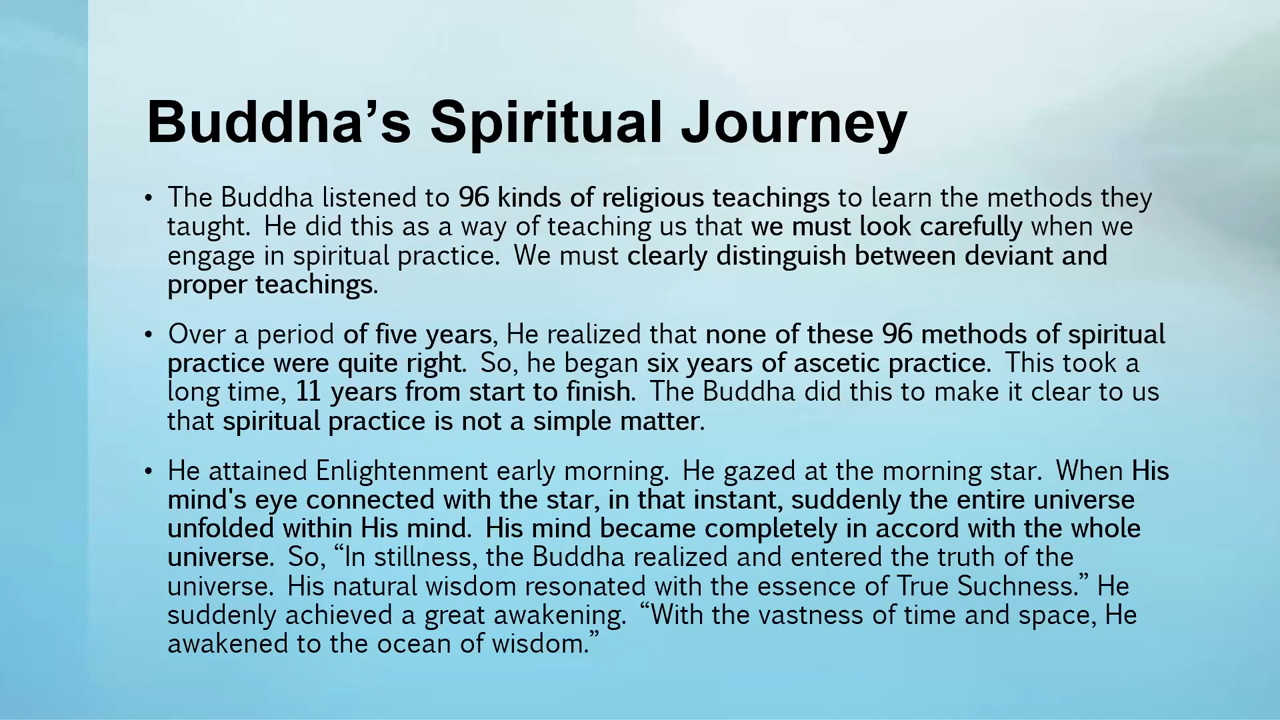 Buddha’s Spiritual Journey
• The Buddha listened to 96 kinds of religious teachings to learn the methods they
taught.  He did this as a way of teaching us that we must look carefully when we
engage in spiritual practice.  We must clearly distinguish between deviant and
proper teachings.
• Over a period of five years, He realized that none of these 96 methods of spiritual
practice were quite right.  So, he began six years of ascetic practice.  This took a
long time, 11 years from start to finish.  The Buddha did this to make it clear to us
that spiritual practice is not a simple matter.
• He attained Enlightenment early morning.  He gazed at the morning star.  When His
mind's eye connected with the star, in that instant, suddenly the entire universe
unfolded within His mind.  His mind became completely in accord with the whole
universe.  So, “In stillness, the Buddha realized and entered the truth of the
universe.  His natural wisdom resonated with the essence of True Suchness.” He
suddenly achieved a great awakening.  “With the vastness of time and space, He
awakened to the ocean of wisdom.”